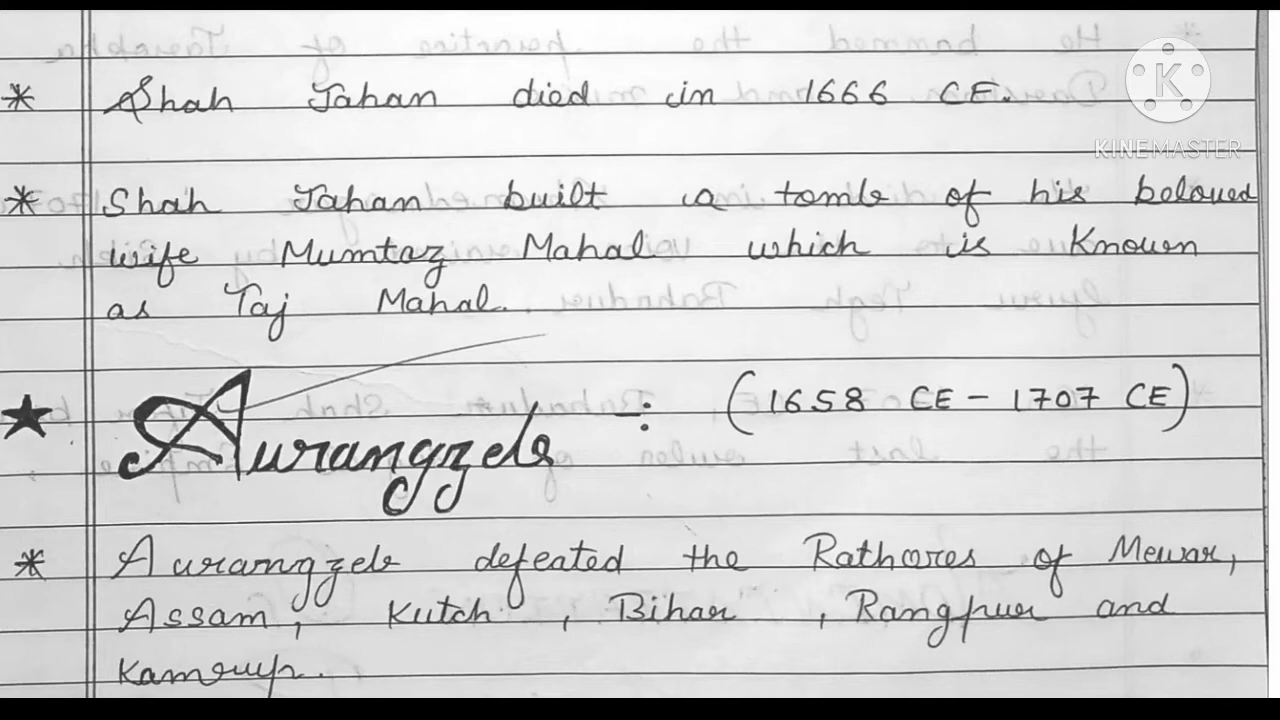 * Shah Jahan died in 1666 CE.
KINEMASTER
* Shah Jahan built a tomb of his beloved
wife Mumtaz Mahal which is known
as Taj Mahal.
★ Aurangzeb -: (1658 CE - 1707 CE)
* Aurangzeb defeated the Rathores of Mewar,
Assam, Kutch, Bihar, Rangpur and
Kamrup.